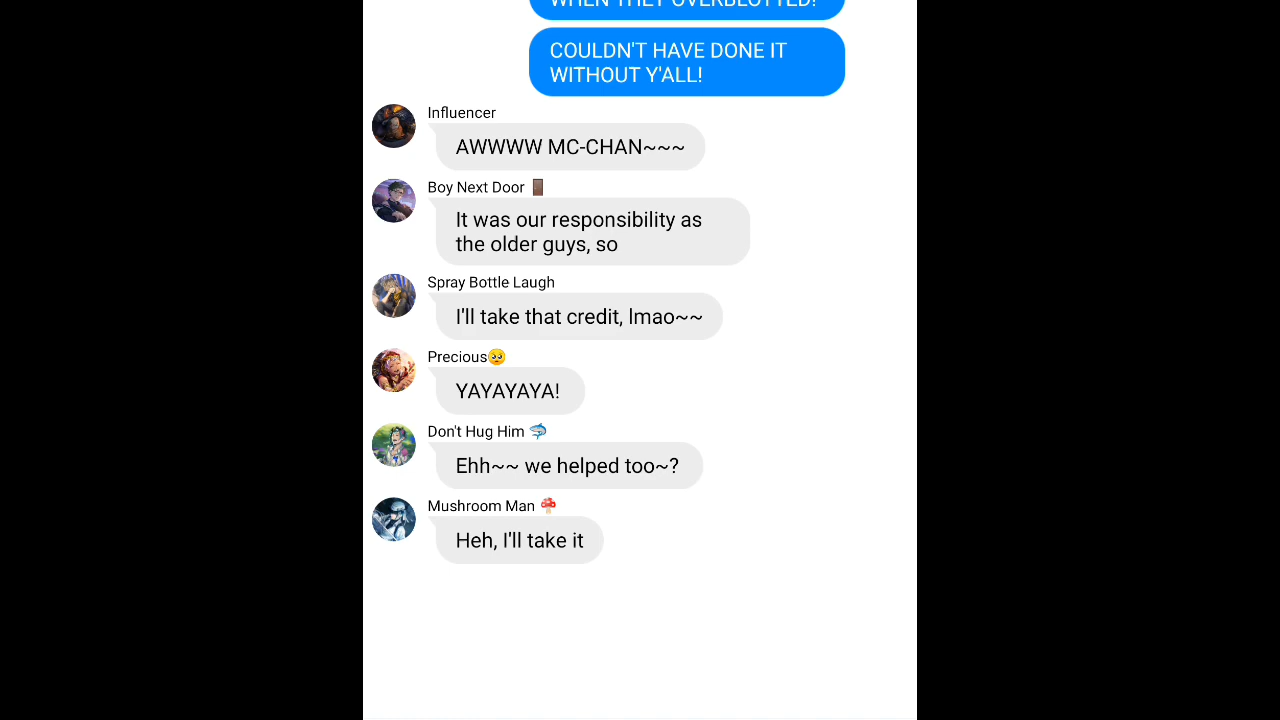 WHEN THEY OVERBLOTTED!
COULDN'T HAVE DONE IT
WITHOUT Y'ALL!
Influencer
AWWWW MC-CHAN~~~
Boy Next Door 🚪
It was our responsibility as
the older guys, so
Spray Bottle Laugh
I'll take that credit, lmao~~
Precious🥺
YAYAYAYA!
Don't Hug Him 🦈
Ehh~~ we helped too~?
Mushroom Man 🍄
Heh, I'll take it